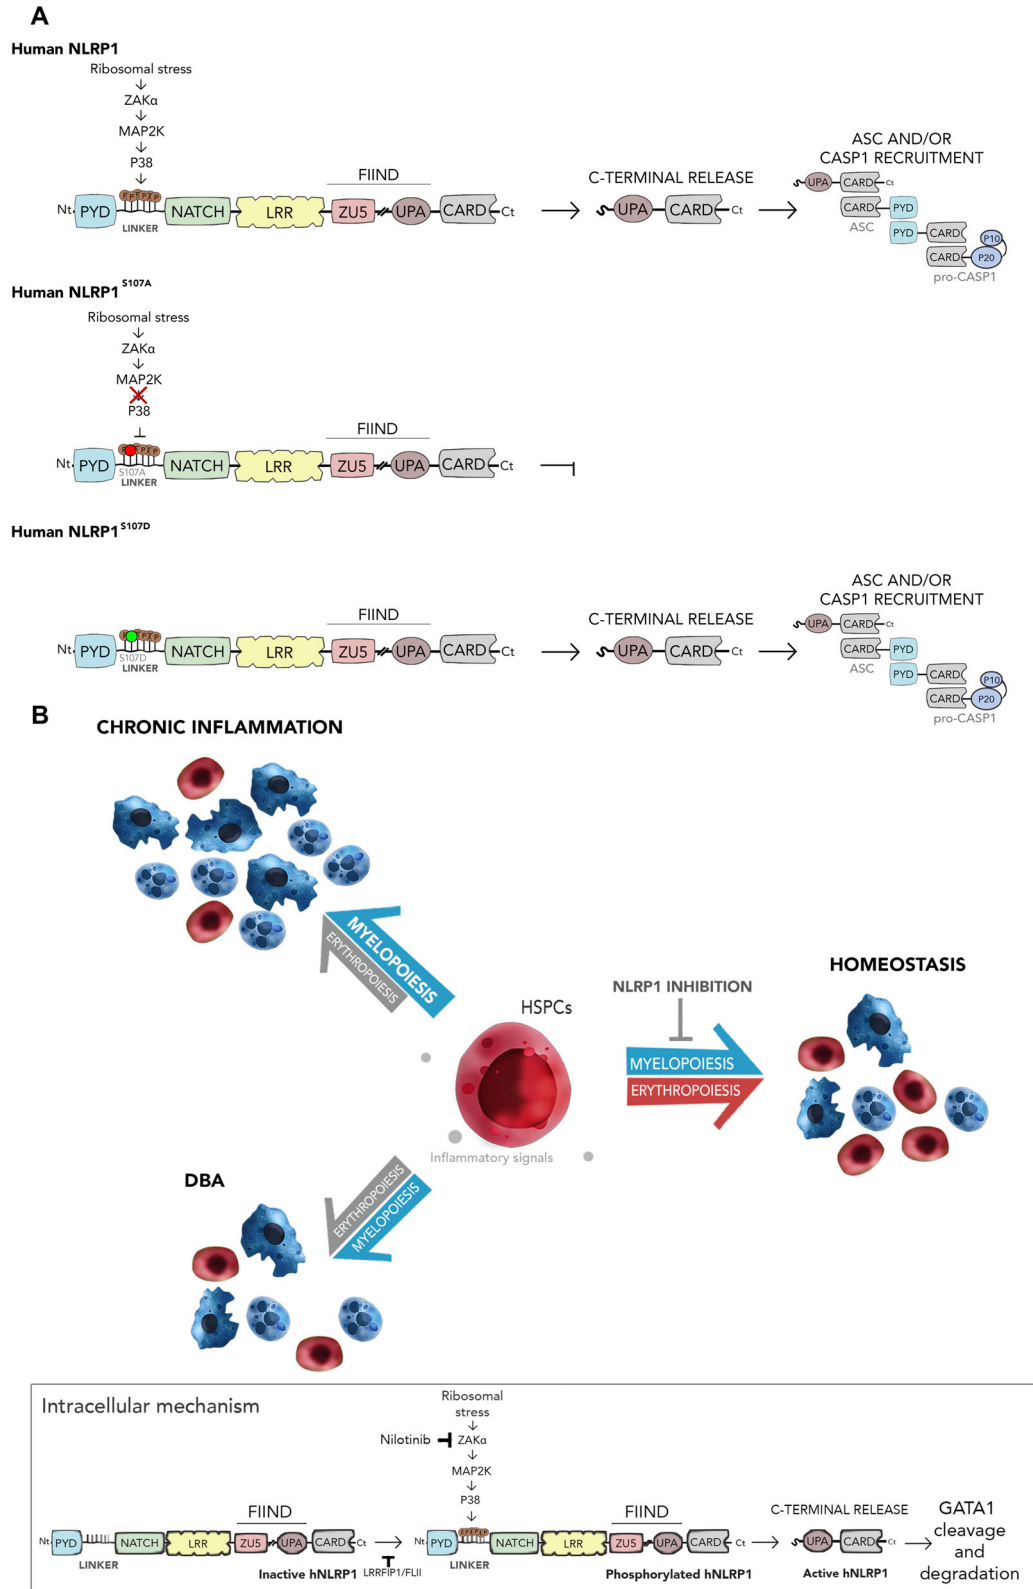 A
Human NLRP1
Ribosomal stress
ZAKα
MAP2K
P38
FIIND
Nt PYD P P P P P NATCH LRR ZU5 UPA CARD Ct
LINKER
C-TERMINAL RELEASE
UPA CARD Ct
ASC AND/OR
CASP1 RECRUITMENT
UPA CARD Ct
CARD PYD
ASC
PYD CARD
CARD P20 P10
pro-CASP1
Human NLRP1 S107A
Ribosomal stress
ZAKα
MAP2K
P38
FIIND
Nt PYD P P P P NATCH LRR ZU5 UPA CARD Ct
S107A
LINKER
Human NLRP1 S107D
FIIND
Nt PYD P P P P NATCH LRR ZU5 UPA CARD Ct
S107D
LINKER
C-TERMINAL RELEASE
UPA CARD Ct
ASC AND/OR
CASP1 RECRUITMENT
UPA CARD Ct
CARD PYD
ASC
PYD CARD
CARD P20 P10
pro-CASP1
B
CHRONIC INFLAMMATION
MYELOPOIESIS
ERYTHROPOIESIS
HSPCs
Inflammatory signals
NLRP1 INHIBITION
MYELOPOIESIS
ERYTHROPOIESIS
HOMEOSTASIS
DBA
ERYTHROPOIESIS
MYELOPOIESIS
Intracellular mechanism
Ribosomal
stress
Nilotinib ZAKα
MAP2K
P38
FIIND
Nt PYD NATCH LRR ZU5 UPA CARD Ct
LINKER
Inactive hNLRP1
LRRFIP1/FLII
FIIND
Nt PYD P P P P P NATCH LRR ZU5 UPA CARD Ct
LINKER
Phosphorylated hNLRP1
C-TERMINAL RELEASE
UPA CARD Ct
Active hNLRP1
GATA1
cleavage
and
degradation